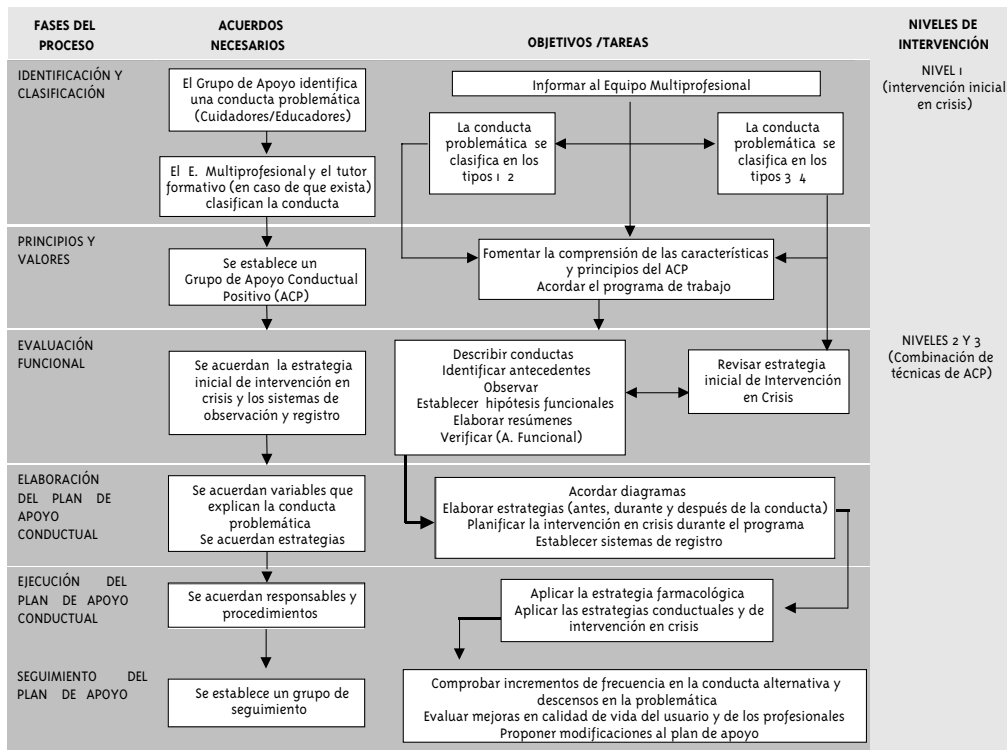 FASES DEL
PROCESO
ACUERDOS
NECESARIOS
OBJETIVOS /TAREAS
NIVELES DE
INTERVENCIÓN
IDENTIFICACIÓN Y
CLASIFICACIÓN
El Grupo de Apoyo identifica
una conducta problemática
(Cuidadores/Educadores)
El E. Multiprofesional y el tutor
formativo (en caso de que exista)
clasifican la conducta
Informar al Equipo Multiprofesional
La conducta
problemática se
clasifica en los
tipos 1 2
La conducta
problemática se
clasifica en los
tipos 3 4
NIVEL 1
(intervención inicial
en crisis)
PRINCIPIOS Y
VALORES
Se establece un
Grupo de Apoyo Conductual
Positivo (ACP)
Fomentar la comprensión de las características
y principios del ACP
Acordar el programa de trabajo
EVALUACIÓN
FUNCIONAL
Se acuerdan la estrategia
inicial de intervención en
crisis y los sistemas de
observación y registro
Describir conductas
Identificar antecedentes
Observar
Establecer hipótesis funcionales
Elaborar resúmenes
Verificar (A. Funcional)
Revisar estrategia
inicial de Intervención
en Crisis
NIVELES 2 Y 3
(Combinación de
técnicas de ACP)
ELABORACIÓN
DEL PLAN DE
APOYO
CONDUCTUAL
Se acuerdan variables que
explican la conducta
problemática
Se acuerdan estrategias
Acordar diagramas
Elaborar estrategias (antes, durante y después de la conducta)
Planificar la intervención en crisis durante el programa
Establecer sistemas de registro
EJECUCIÓN DEL
PLAN DE APOYO
CONDUCTUAL
Se acuerdan responsables y
procedimientos
Aplicar la estrategia farmacológica
Aplicar las estrategias conductuales y de
intervención en crisis
SEGUIMIENTO DEL
PLAN DE APOYO
Se establece un grupo de
seguimiento
Comprobar incrementos de frecuencia en la conducta alternativa y
descensos en la problemática
Evaluar mejoras en calidad de vida del usuario y de los profesionales
Proponer modificaciones al plan de apoyo